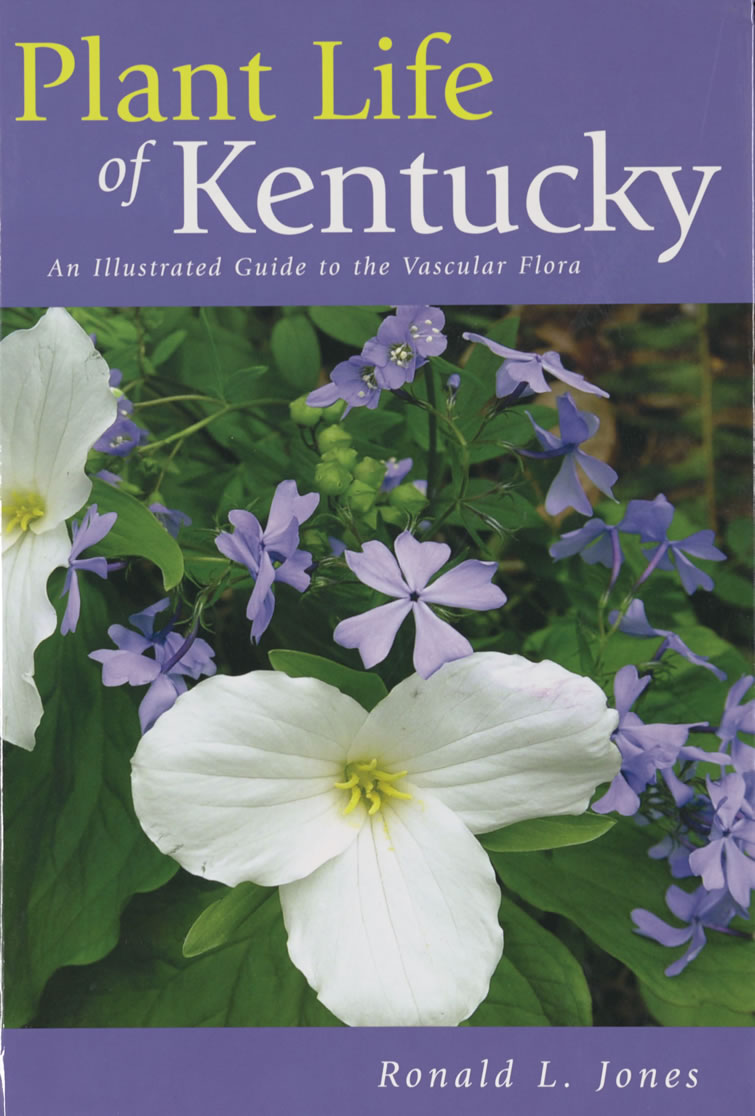 Plant Life
of Kentucky
An Illustrated Guide to the Vascular Flora
Ronald L. Jones